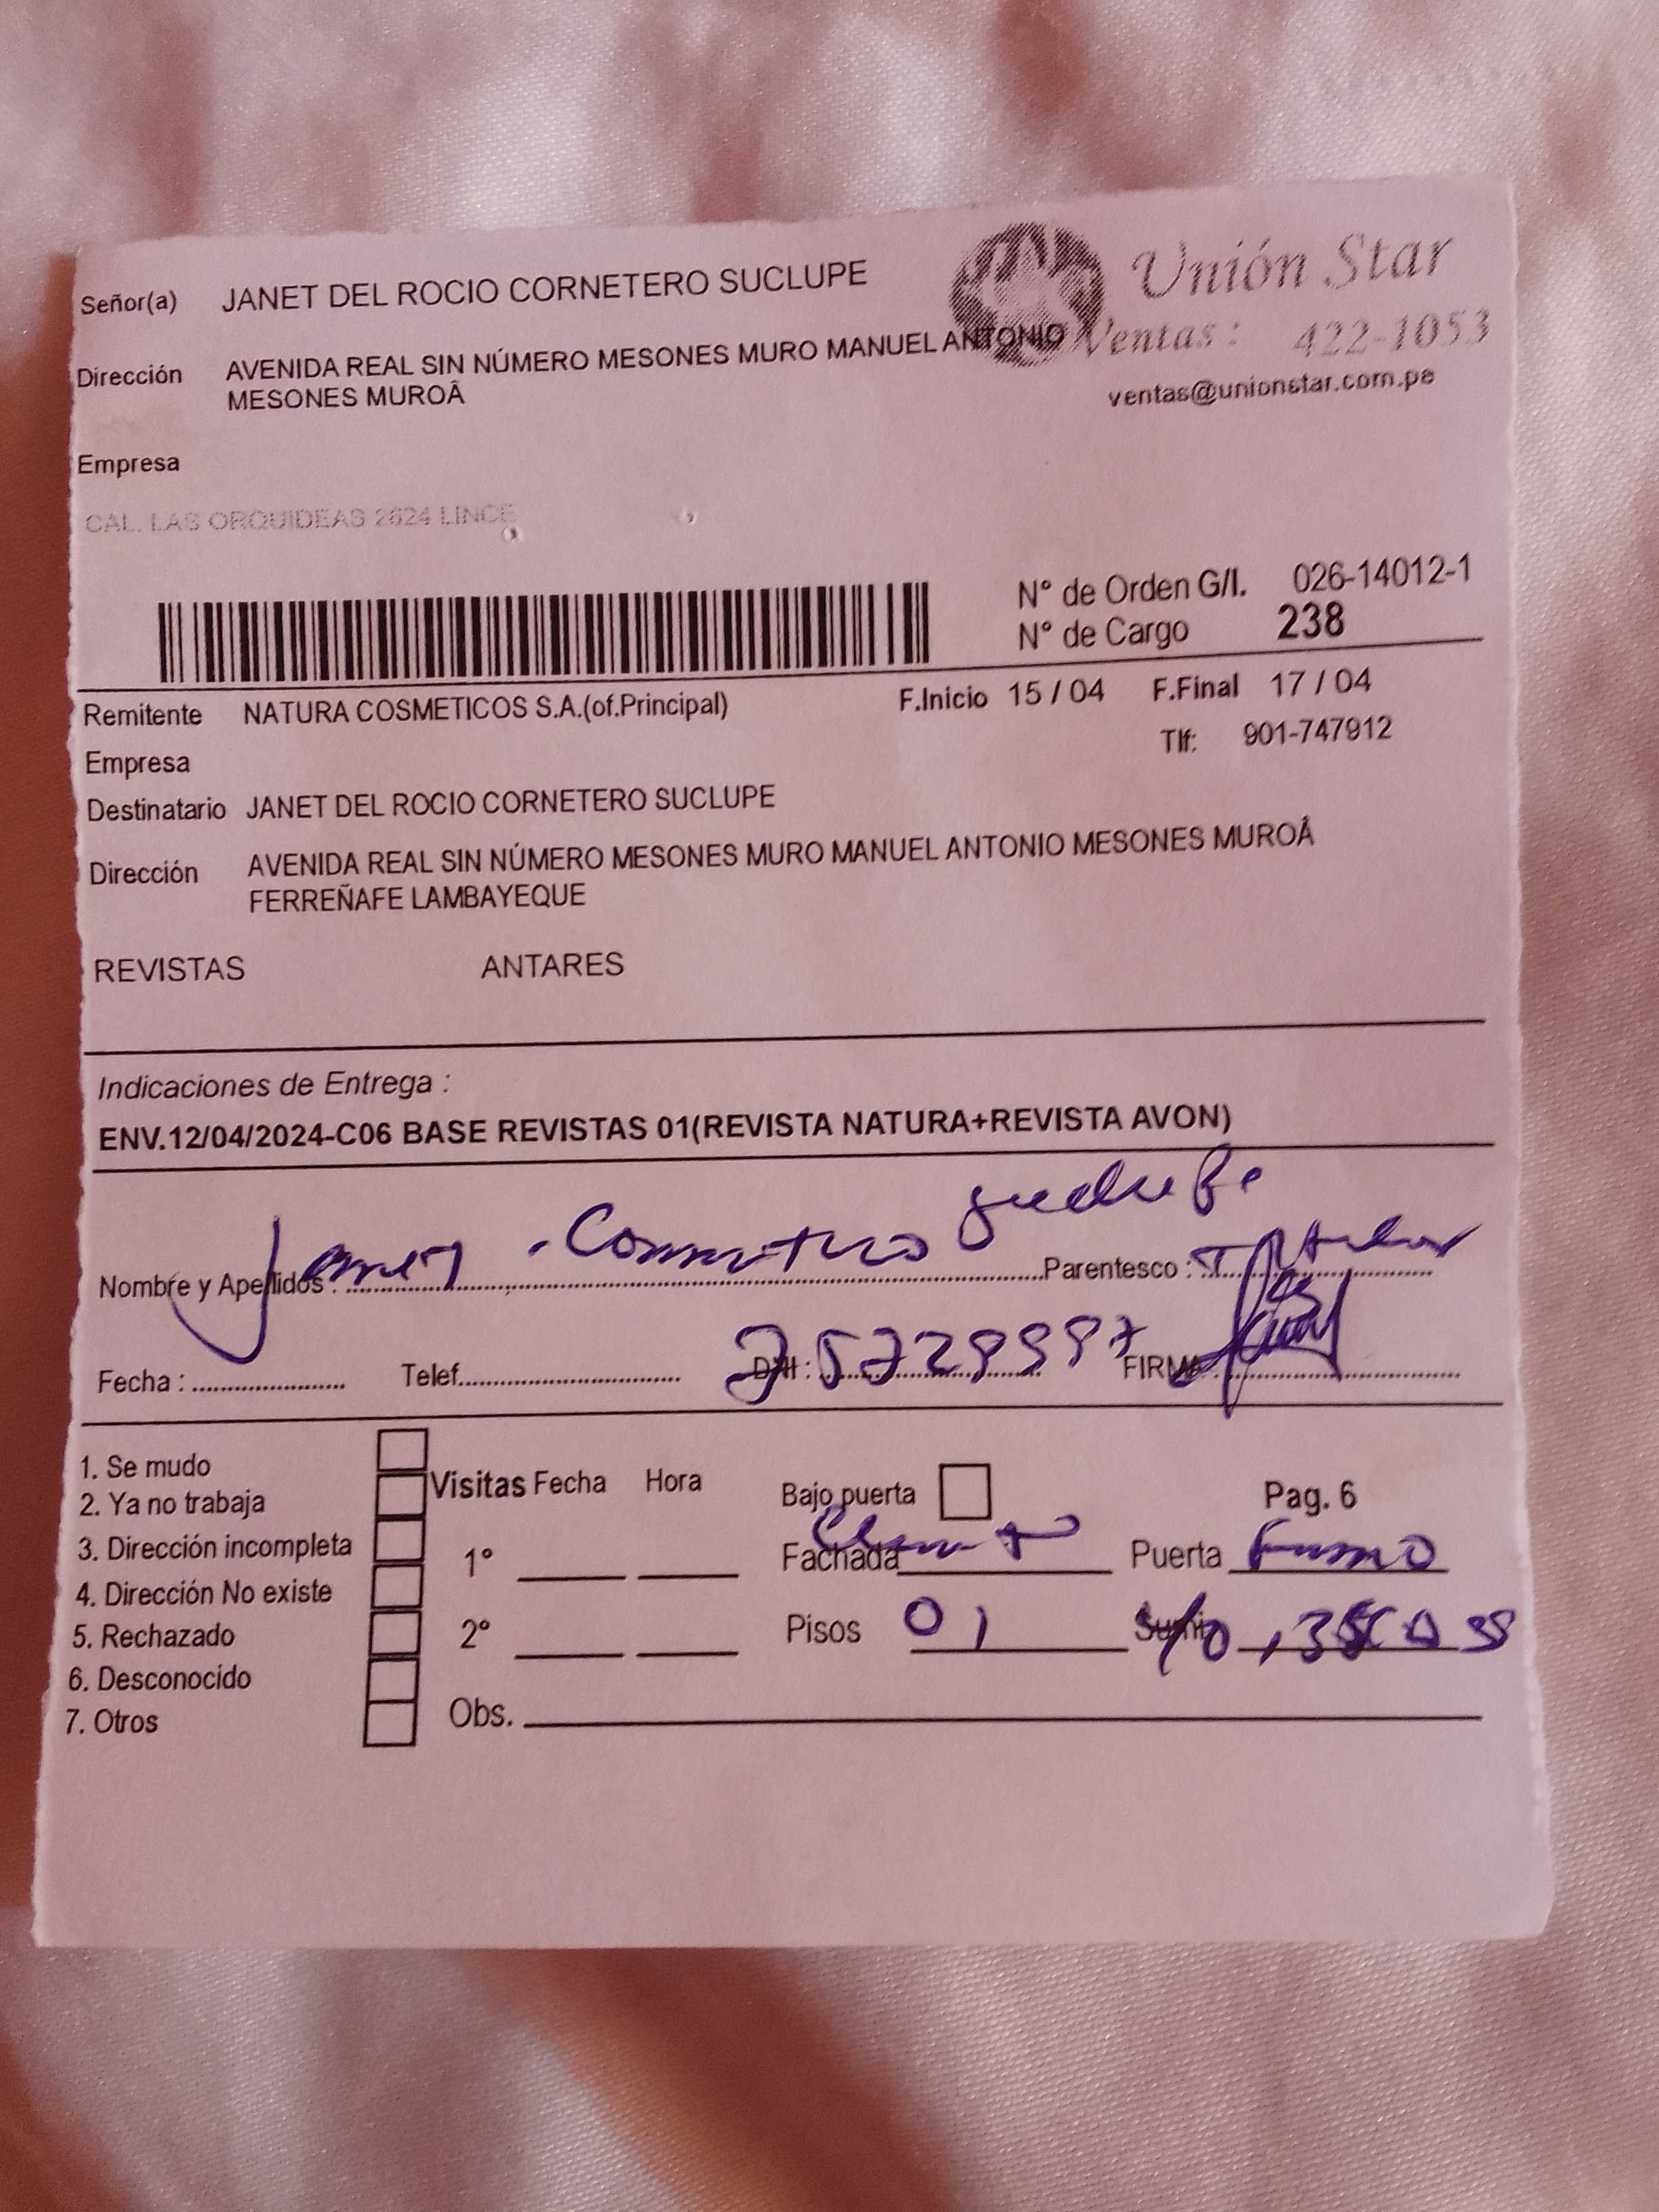 Señor(a) JANET DEL ROCIO CORNETERO SUCLUPE
Unión Star
Dirección AVENIDA REAL SIN NÚMERO MESONES MURO MANUEL ANTONIO
MESONES MUROÂ
Ventas: 422-1053
ventas@unionstar.com.pe
Empresa
CAL. LAS ORQUIDEAS 2624 LINCE
N° de Orden G/I. 026-14012-1
N° de Cargo 238
Remitente NATURA COSMETICOS S.A.(of.Principal) F.Inicio 15 / 04 F.Final 17 / 04
Empresa Tlf: 901-747912
Destinatario JANET DEL ROCIO CORNETERO SUCLUPE
Dirección AVENIDA REAL SIN NÚMERO MESONES MURO MANUEL ANTONIO MESONES MUROÂ
FERREÑAFE LAMBAYEQUE
REVISTAS ANTARES
Indicaciones de Entrega :
ENV.12/04/2024-C06 BASE REVISTAS 01(REVISTA NATURA+REVISTA AVON)
Nombre y Apellidos : Cornetero Suclupe Parentesco : Titular
Fecha : Telef. DNI : FIRMA
1. Se mudo
2. Ya no trabaja
3. Dirección incompleta
4. Dirección No existe
5. Rechazado
6. Desconocido
7. Otros
Visitas Fecha Hora
1°
2°
Obs.
Bajo puerta Pag. 6
Fachada Puerta
Pisos 01 Sumin